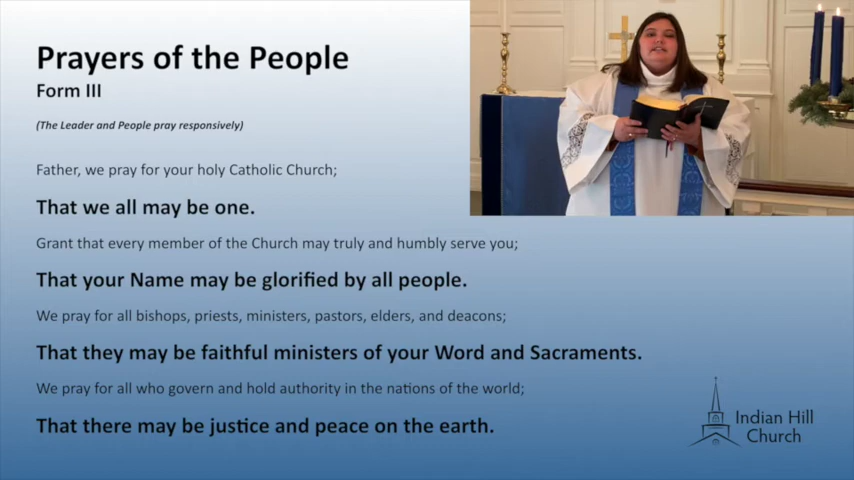 Prayers of the People
Form III
(The Leader and People pray responsively)
Father, we pray for your holy Catholic Church;
That we all may be one.
Grant that every member of the Church may truly and humbly serve you;
That your Name may be glorified by all people.
We pray for all bishops, priests, ministers, pastors, elders, and deacons;
That they may be faithful ministers of your Word and Sacraments.
We pray for all who govern and hold authority in the nations of the world;
That there may be justice and peace on the earth.
Indian Hill
Church